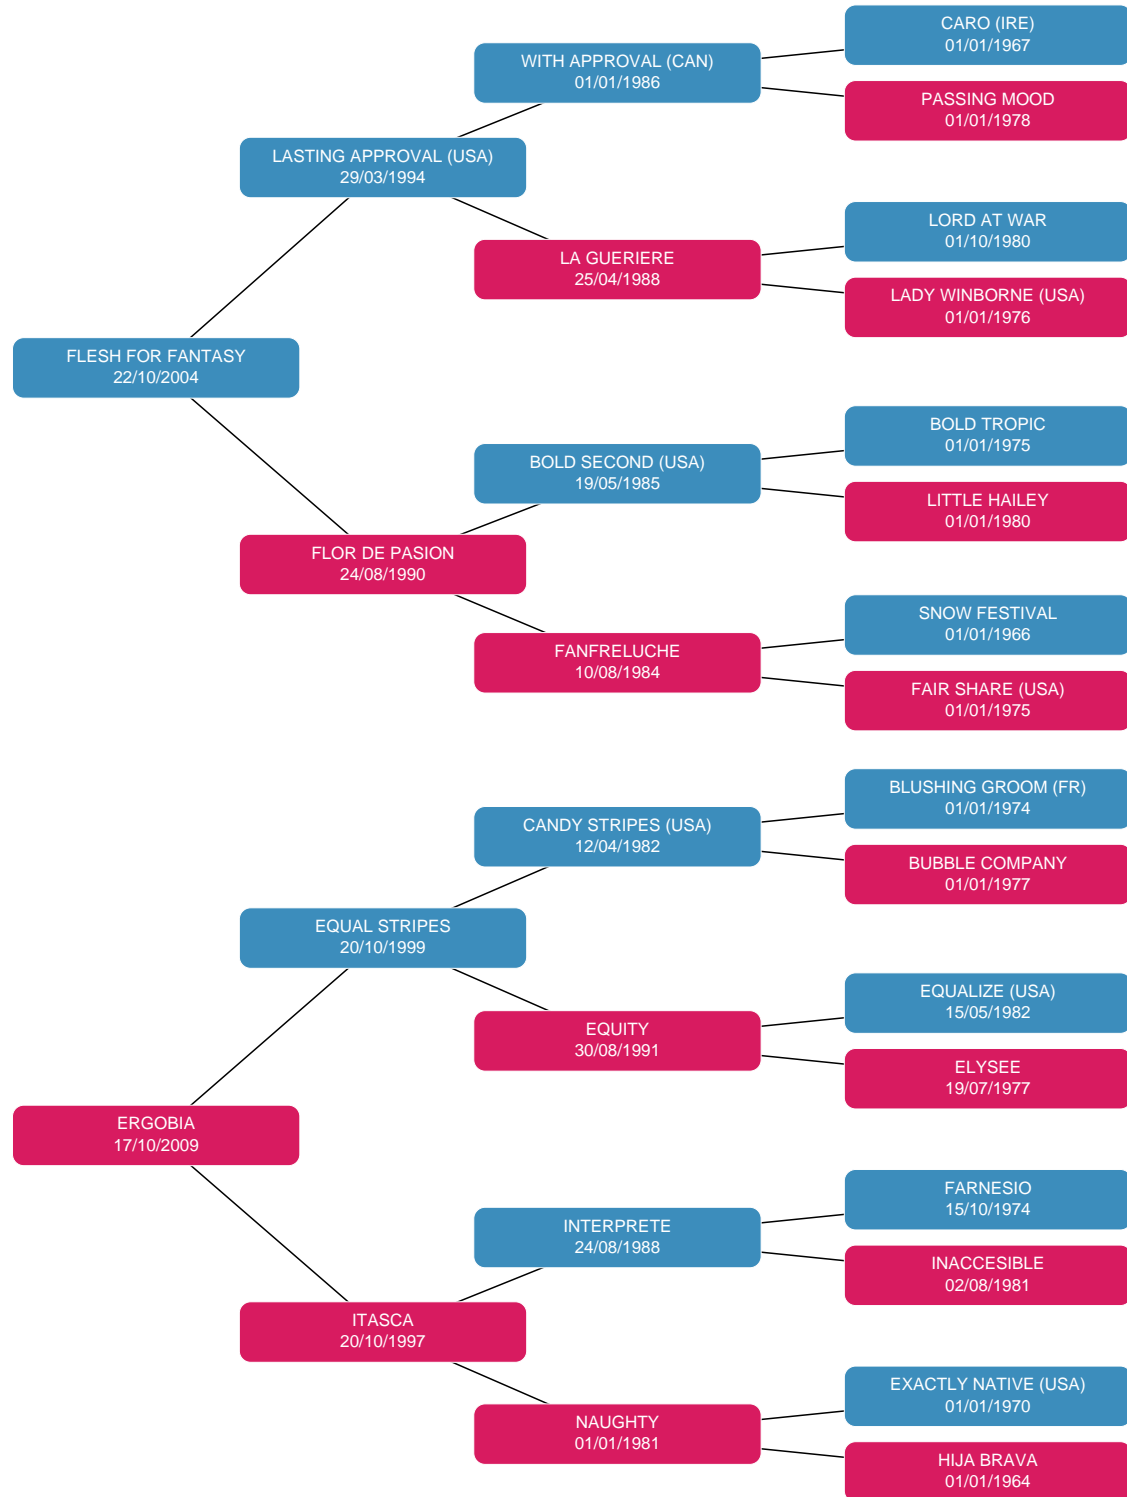 CARO (IRE)
01/01/1967
WITH APPROVAL (CAN)
01/01/1986
PASSING MOOD
01/01/1978
LASTING APPROVAL (USA)
29/03/1994
LORD AT WAR
01/10/1980
LA GUERIERE
25/04/1988
LADY WINBORNE (USA)
01/01/1976
FLESH FOR FANTASY
22/10/2004
BOLD TROPIC
01/01/1975
BOLD SECOND (USA)
19/05/1985
LITTLE HAILEY
01/01/1980
FLOR DE PASION
24/08/1990
SNOW FESTIVAL
01/01/1966
FANFRELUCHE
10/08/1984
FAIR SHARE (USA)
01/01/1975
BLUSHING GROOM (FR)
01/01/1974
CANDY STRIPES (USA)
12/04/1982
BUBBLE COMPANY
01/01/1977
EQUAL STRIPES
20/10/1999
EQUALIZE (USA)
15/05/1982
EQUITY
30/08/1991
ELYSEE
19/07/1977
ERGOBIA
17/10/2009
FARNESIO
15/10/1974
INTERPRETE
24/08/1988
INACCESIBLE
02/08/1981
ITASCA
20/10/1997
EXACTLY NATIVE (USA)
01/01/1970
NAUGHTY
01/01/1981
HIJA BRAVA
01/01/1964